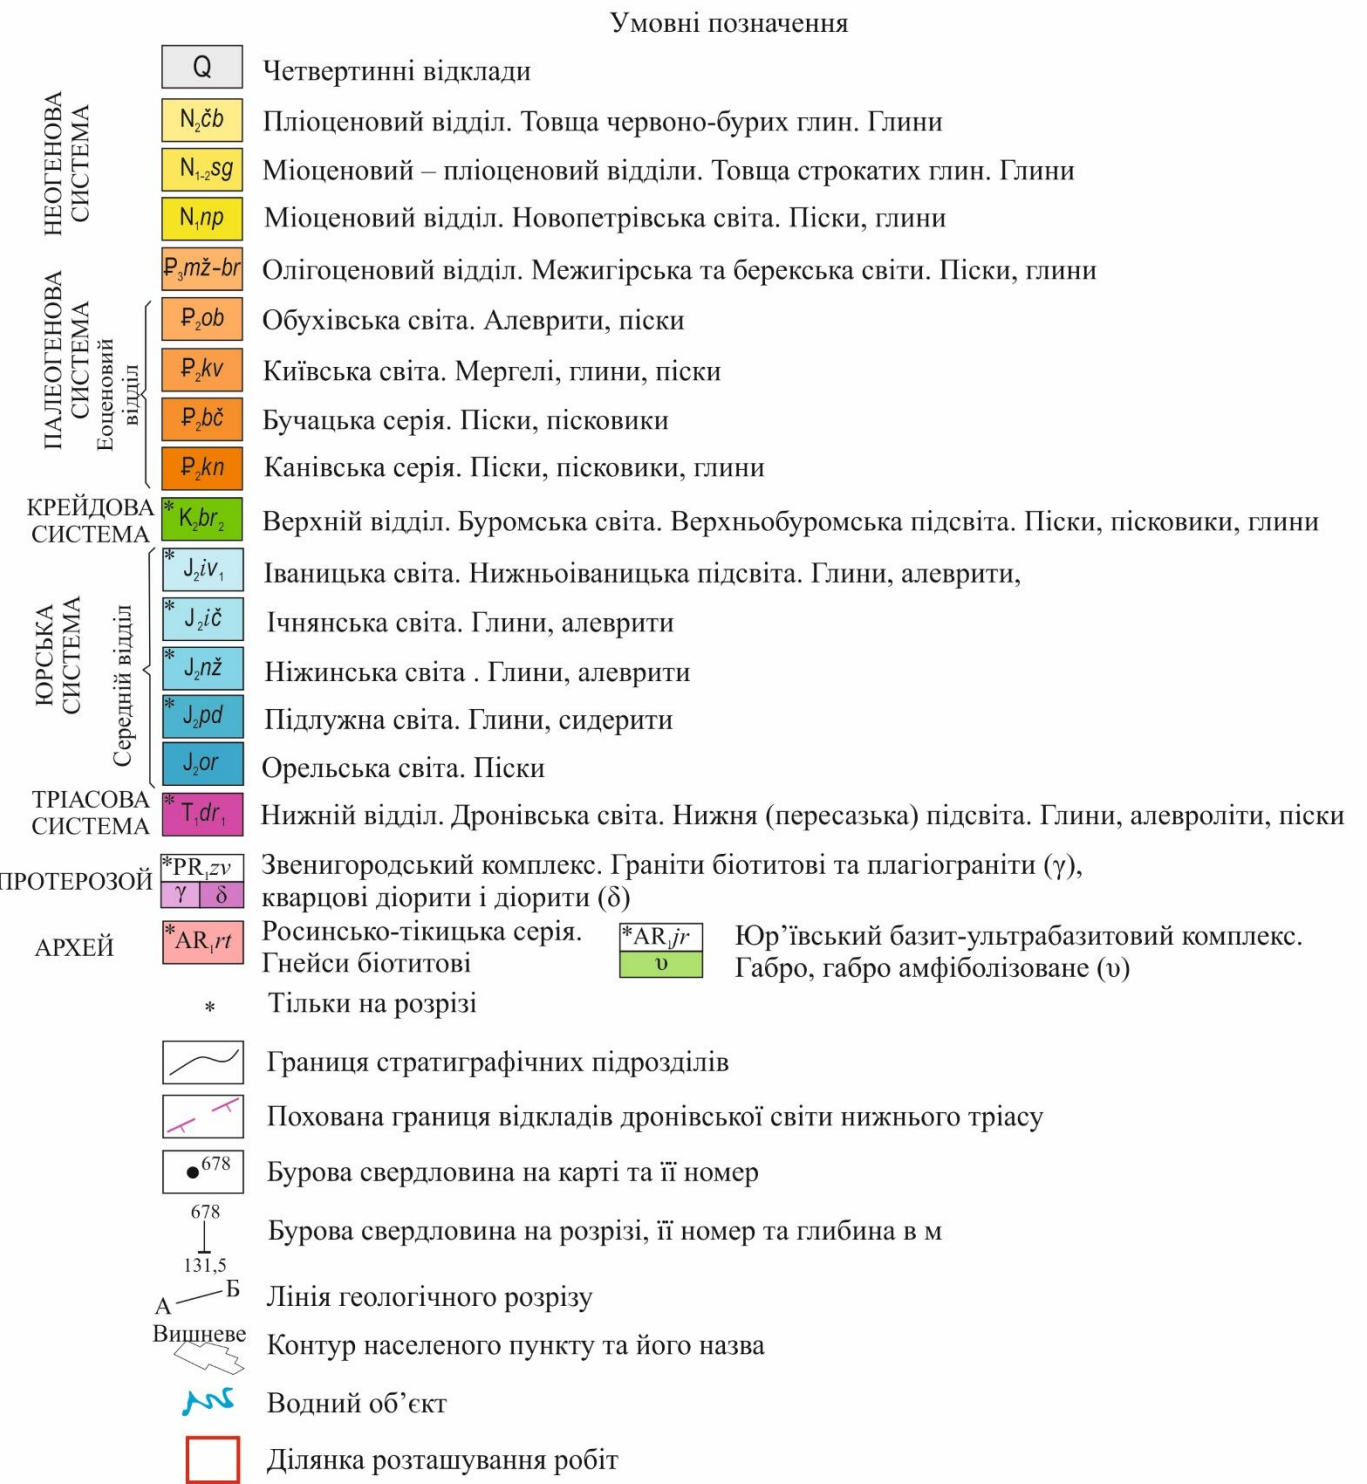 Умовні позначення
Q Четвертинні відклади
НЕОГЕНОВА
СИСТЕМА
N₂čb Пліоценовий відділ. Товща червоно-бурих глин. Глини
N₁₋₂sg Міоценовий – пліоценовий відділи. Товща строкатих глин. Глини
N₁np Міоценовий відділ. Новопетрівська світа. Піски, глини
ПАЛЕОГЕНОВА
СИСТЕМА
Еоценовий
відділ
₽₃mž-br Олігоценовий відділ. Межигірська та берекська світи. Піски, глини
₽₂ob Обухівська світа. Алеврити, піски
₽₂kv Київська світа. Мергелі, глини, піски
₽₂bč Бучацька серія. Піски, пісковики
₽₂kn Канівська серія. Піски, пісковики, глини
КРЕЙДОВА
СИСТЕМА
* K₂br₂ Верхній відділ. Буромська світа. Верхньобуромська підсвіта. Піски, пісковики, глини
ЮРСЬКА
СИСТЕМА
Середній відділ
* J₂iv₁ Іваницька світа. Нижньоіваницька підсвіта. Глини, алеврити,
* J₂ič Ічнянська світа. Глини, алеврити
* J₂nž Ніжинська світа . Глини, алеврити
* J₂pd Підлужна світа. Глини, сидерити
J₂or Орельська світа. Піски
ТРІАСОВА
СИСТЕМА
* T₁dr₁ Нижній відділ. Дронівська світа. Нижня (пересазька) підсвіта. Глини, алевроліти, піски
ПРОТЕРОЗОЙ
*PR₁zv Звенигородський комплекс. Граніти біотитові та плагіограніти (γ),
γ δ кварцові діорити і діорити (δ)
АРХЕЙ
*AR₁rt Росинсько-тікицька серія.
Гнейси біотитові
*AR₁jr Юр’ївський базит-ультрабазитовий комплекс.
υ Габро, габро амфіболізоване (υ)
* Тільки на розрізі
Границя стратиграфічних підрозділів
Похована границя відкладів дронівської світи нижнього тріасу
678 Бурова свердловина на карті та її номер
678
Бурова свердловина на розрізі, її номер та глибина в м
131,5
А Б Лінія геологічного розрізу
Вишневе
Контур населеного пункту та його назва
Водний об’єкт
Ділянка розташування робіт